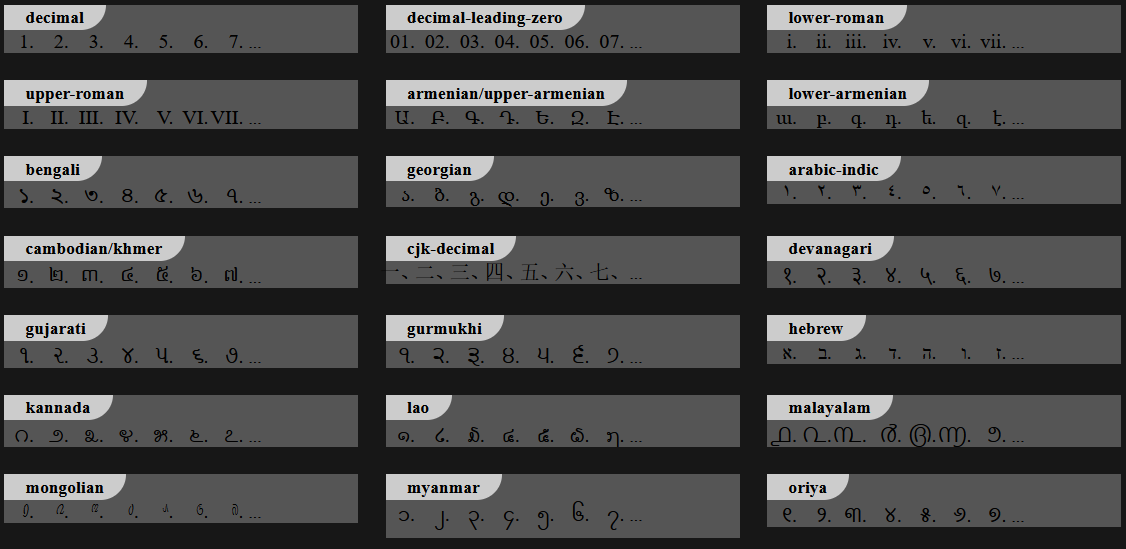 decimal
1. 2. 3. 4. 5. 6. 7. ...
decimal-leading-zero
01. 02. 03. 04. 05. 06. 07. ...
lower-roman
i. ii. iii. iv. v. vi. vii. ...
upper-roman
I. II. III. IV. V. VI. VII. ...
armenian/upper-armenian
Ա. Բ. Գ. Դ. Ե. Զ. Է. ...
lower-armenian
ա. բ. գ. դ. ե. զ. է. ...
bengali
১. ২. ৩. ৪. ৫. ৬. ৭. ...
georgian
ა. ბ. გ. დ. ე. ვ. ზ. ...
arabic-indic
١. ٢. ٣. ٤. ٥. ٦. ٧. ...
cambodian/khmer
១. ២. ៣. ៤. ៥. ៦. ៧. ...
cjk-decimal
一、 二、 三、 四、 五、 六、 七、 ...
devanagari
१. २. ३. ४. ५. ६. ७. ...
gujarati
૧. ૨. ૩. ૪. ૫. ૬. ૭. ...
gurmukhi
੧. ੨. ੩. ੪. ੫. ੬. ੭. ...
hebrew
א. ב. ג. ד. ה. ו. ז. ...
kannada
೧. ೨. ೩. ೪. ೫. ೬. ೭. ...
lao
໑. ໒. ໓. ໔. ໕. ໖. ໗. ...
malayalam
൧. ൨. ൩. ൪. ൫. ൬. ൭. ...
mongolian
᠑. ᠒. ᠓. ᠔. ᠕. ᠖. ᠗. ...
myanmar
၁. ၂. ၃. ၄. ၅. ၆. ၇. ...
oriya
୧. ୨. ୩. ୪. ୫. ୬. ୭. ...